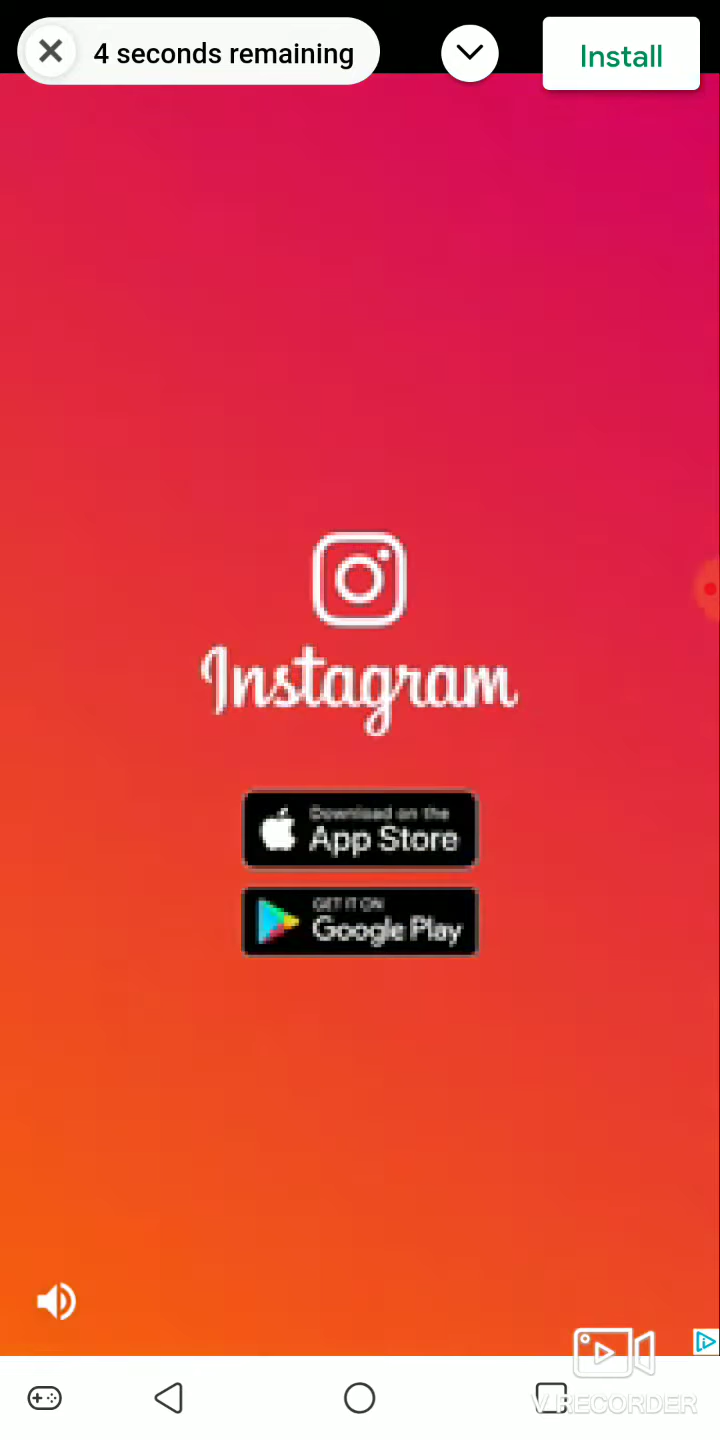 4 seconds remaining
Install
Instagram
Download on the
App Store
GET IT ON
Google Play
V RECORDER